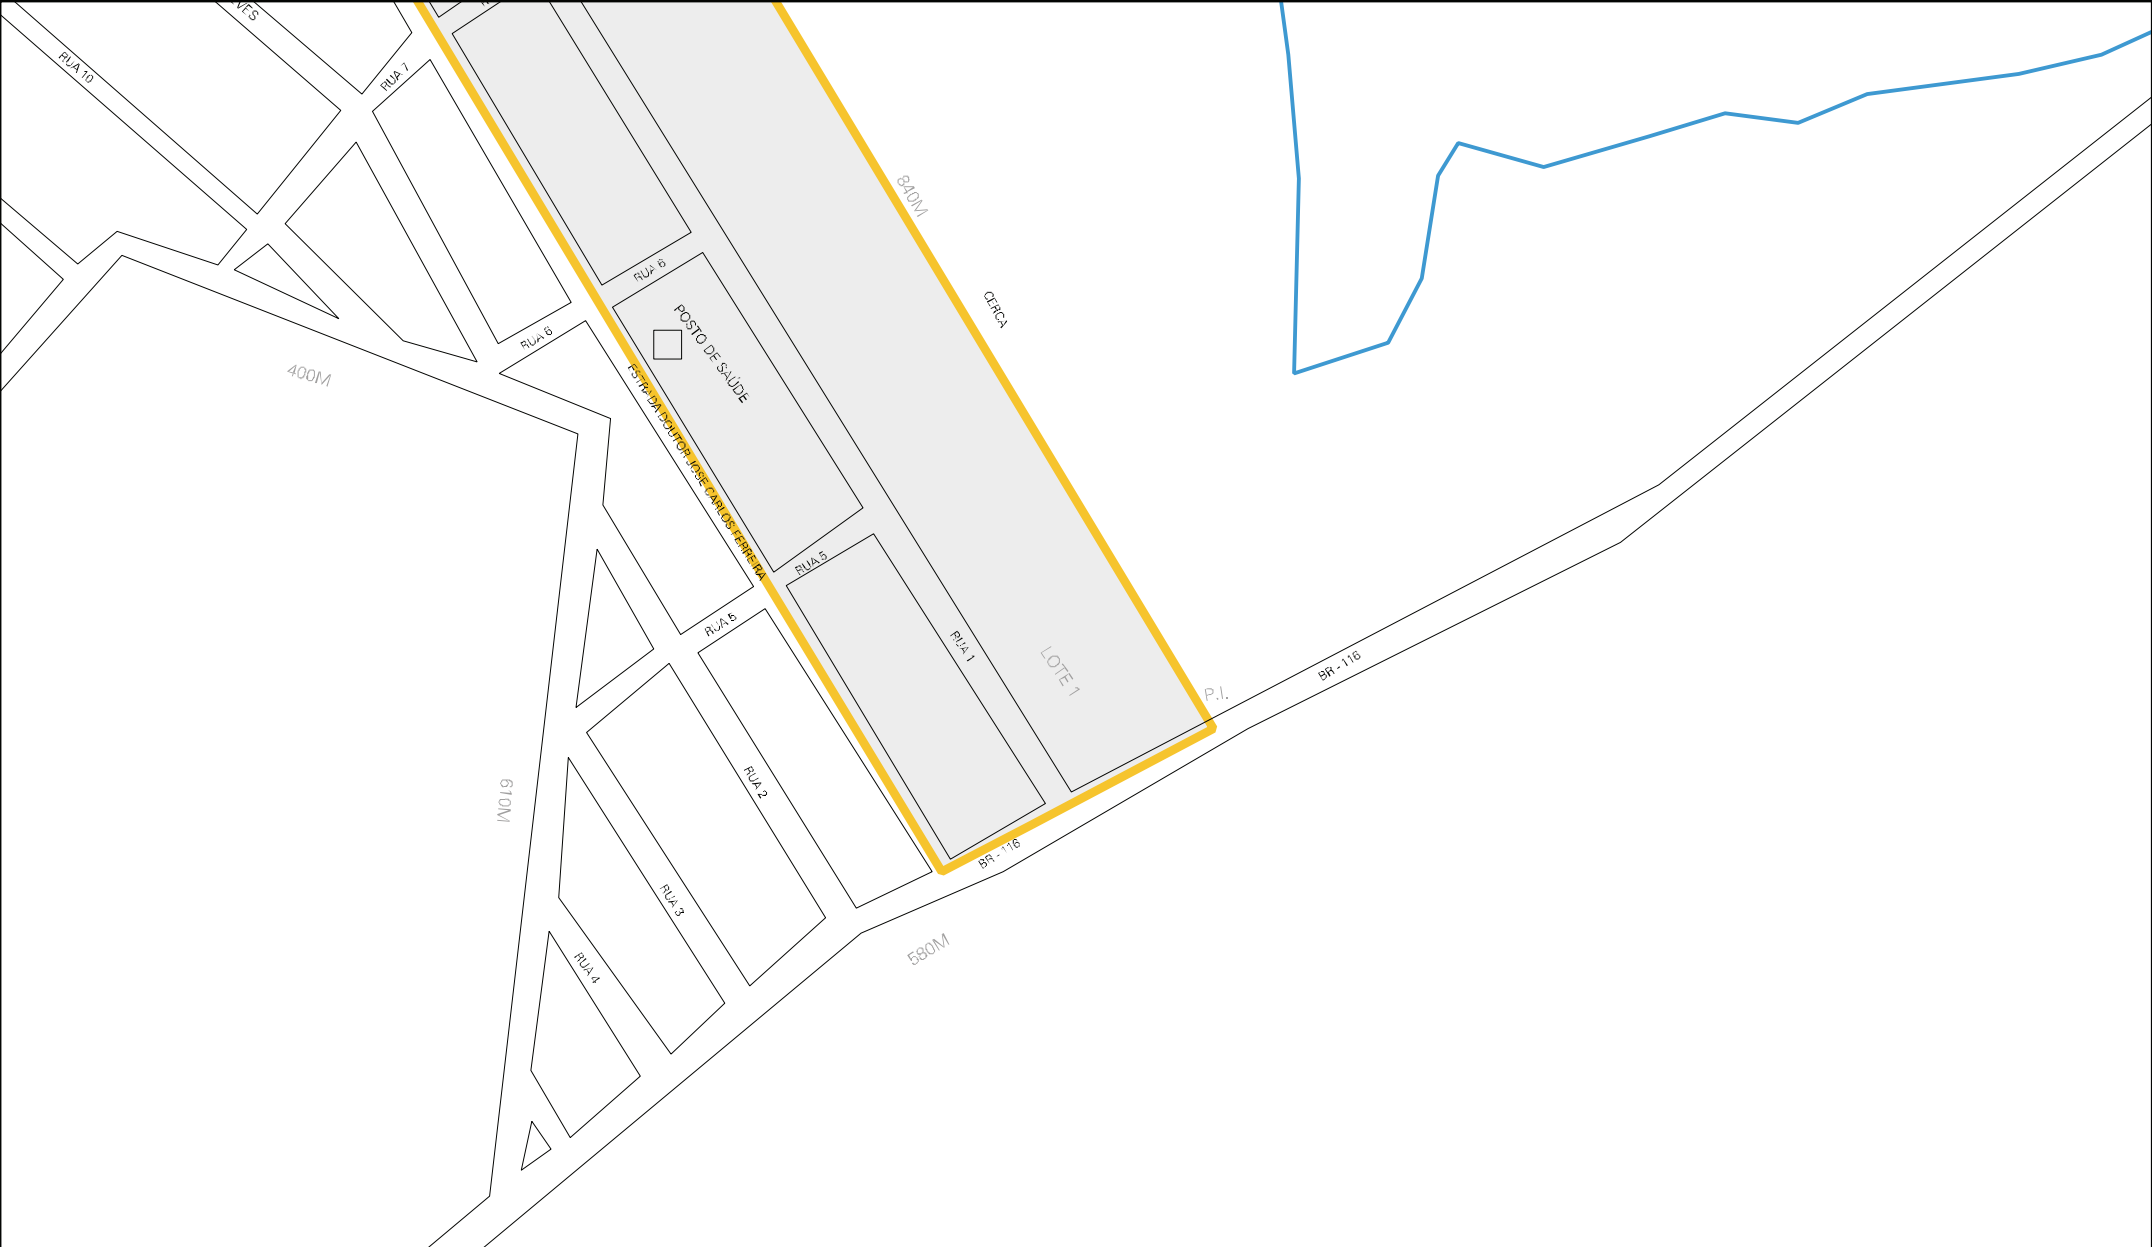 VES
RUA 10
RUA 7
840M
RUA 6
CERCA
POSTO DE SAÚDE
RUA 6
400M
ESTRADA DOUTOR JOSE CARLOS FERREIRA
RUA 5
RUA 5
RUA 1
LOTE 1
P.I.
BR - 116
RUA 2
610M
BR - 116
RUA 3
580M
RUA 4